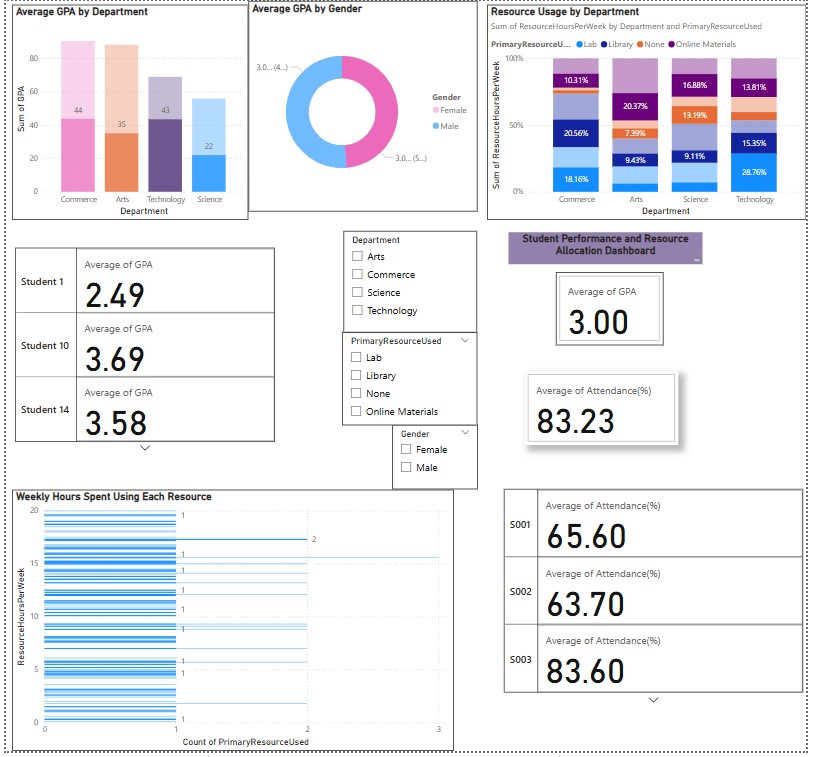 Average GPA by Department
Sum of GPA
80
60
40
20
0
44
35
43
22
Commerce
Arts
Technology
Science
Department
Average GPA by Gender
3.0... (4...)
3.0... (5...)
Gender
Female
Male
Resource Usage by Department
Sum of ResourceHoursPerWeek by Department and PrimaryResourceUsed
PrimaryResourceU... Lab Library None Online Materials
Sum of ResourceHoursPerWeek
100%
50%
0%
10.31%
20.56%
18.16%
20.37%
7.39%
9.43%
16.88%
13.19%
9.11%
13.81%
15.35%
28.76%
Commerce
Arts
Science
Technology
Department
Student 1
Average of GPA
2.49
Student 10
Average of GPA
3.69
Student 14
Average of GPA
3.58
Department
Arts
Commerce
Science
Technology
PrimaryResourceUsed
Lab
Library
None
Online Materials
Gender
Female
Male
Student Performance and Resource
Allocation Dashboard
Average of GPA
3.00
Average of Attendance(%)
83.23
Weekly Hours Spent Using Each Resource
ResourceHoursPerWeek
20
15
10
5
0
1
2
1
1
1
1
1
1
1
1
0
1
2
3
Count of PrimaryResourceUsed
S001
Average of Attendance(%)
65.60
S002
Average of Attendance(%)
63.70
S003
Average of Attendance(%)
83.60